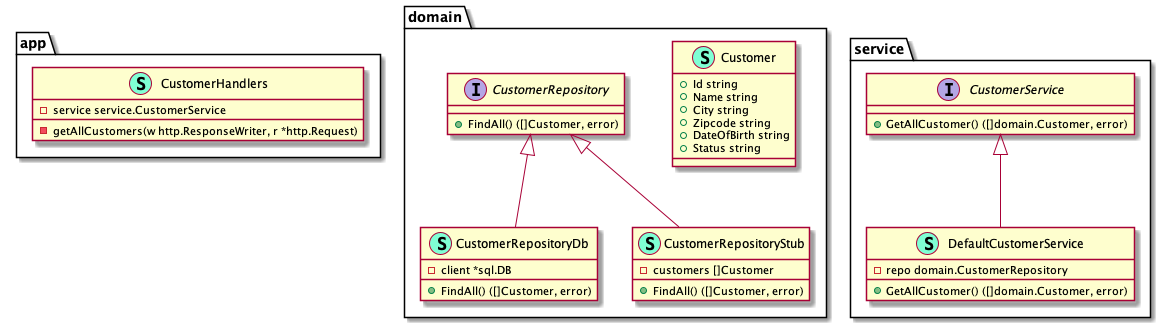 app
S CustomerHandlers
service service.CustomerService
getAllCustomers(w http.ResponseWriter, r *http.Request)
domain
I CustomerRepository
FindAll() ([]Customer, error)
S Customer
Id string
Name string
City string
Zipcode string
DateOfBirth string
Status string
S CustomerRepositoryDb
client *sql.DB
FindAll() ([]Customer, error)
S CustomerRepositoryStub
customers []Customer
FindAll() ([]Customer, error)
service
I CustomerService
GetAllCustomer() ([]domain.Customer, error)
S DefaultCustomerService
repo domain.CustomerRepository
GetAllCustomer() ([]domain.Customer, error)